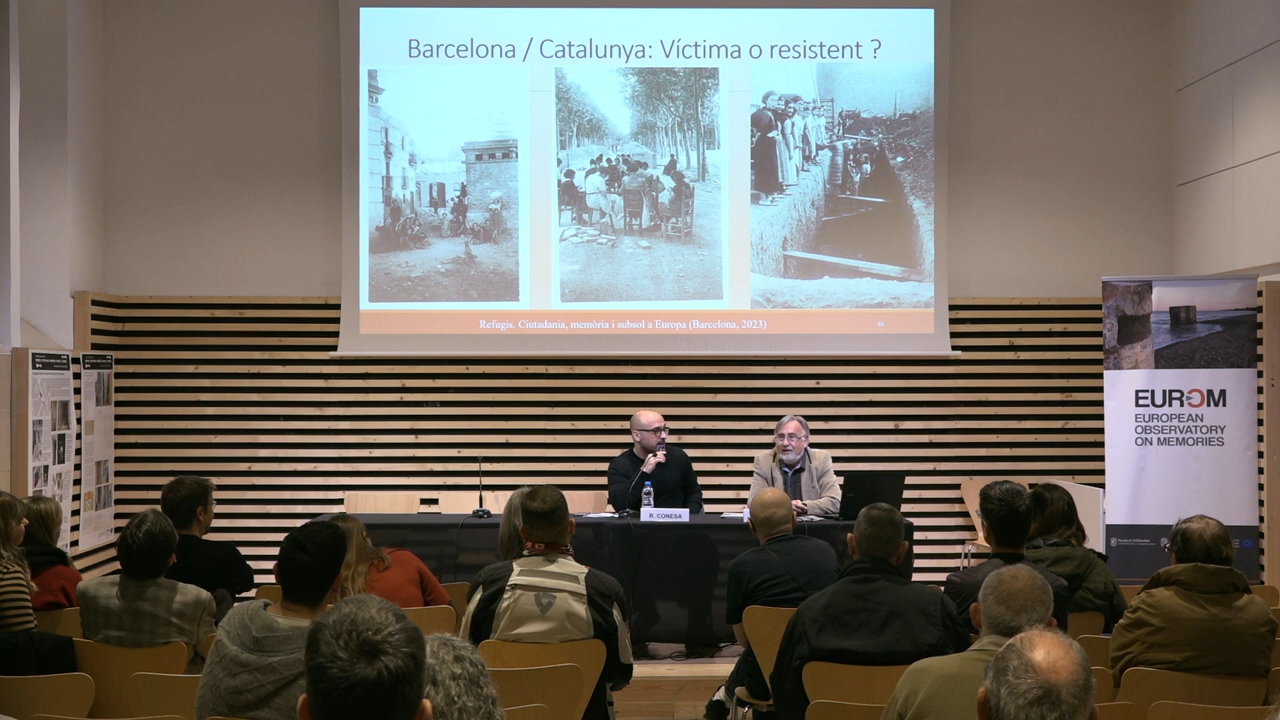 Barcelona / Catalunya: Víctima o resistent ?
Refugis. Ciutadania, memòria i subsol a Europa (Barcelona, 2023)
R. CONESA
EUROM
EUROPEAN
OBSERVATORY
ON MEMORIES